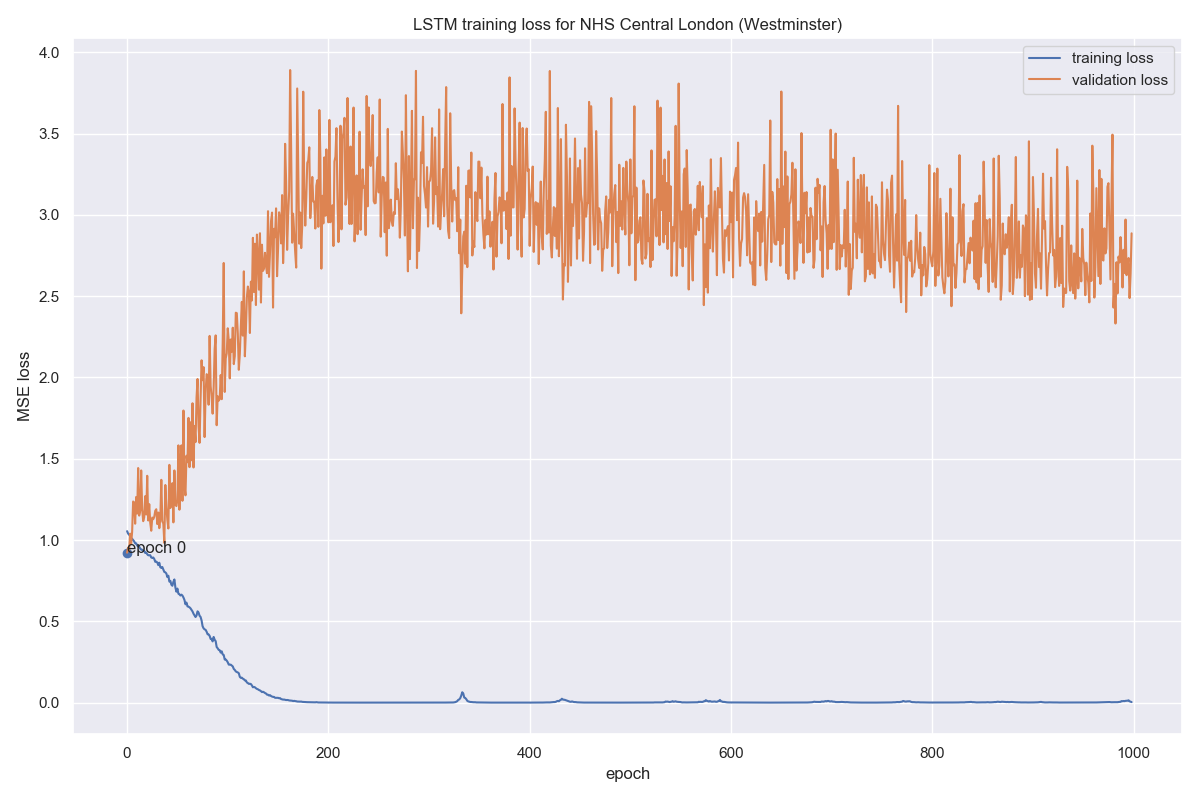 LSTM training loss for NHS Central London (Westminster)
training loss
validation loss
MSE loss
4.0
3.5
3.0
2.5
2.0
1.5
1.0
0.5
0.0
epoch 0
0 200 400 600 800 1000
epoch